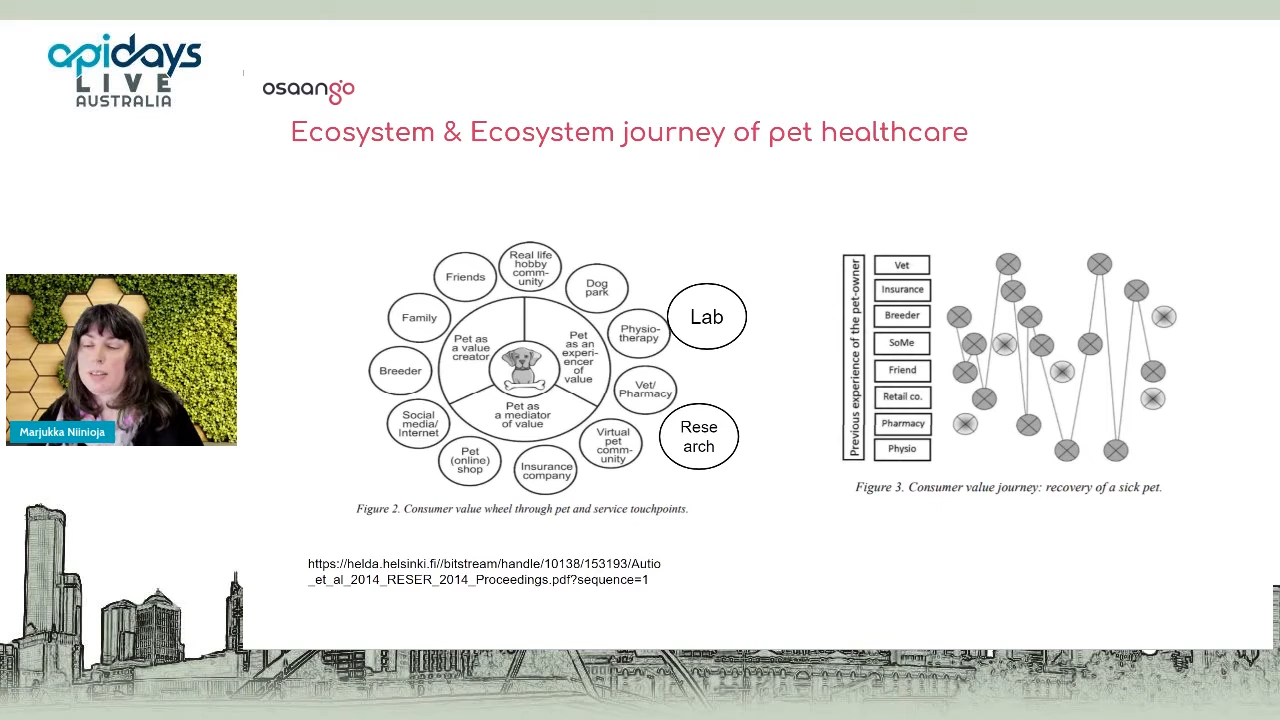 apidays
LIVE
AUSTRALIA
osaango
Ecosystem & Ecosystem journey of pet healthcare
Marjukka Niinioja
Real life
hobby
comm-
unity
Friends
Dog
park
Family
Physio-
therapy
Lab
Breeder
Vet/
Pharmacy
Social
media/
Internet
Virtual
pet
comm-
unity
Rese
arch
Pet
(online)
shop
Insurance
company
Pet as
a value
creator
Pet
as an
experi-
encer
of
value
Pet as
a mediator
of value
Figure 2. Consumer value wheel through pet and service touchpoints.
https://helda.helsinki.fi//bitstream/handle/10138/153193/Autio
_et_al_2014_RESER_2014_Proceedings.pdf?sequence=1
Previous experience of the pet-owner
Vet
Insurance
Breeder
SoMe
Friend
Retail co.
Pharmacy
Physio
Figure 3. Consumer value journey: recovery of a sick pet.